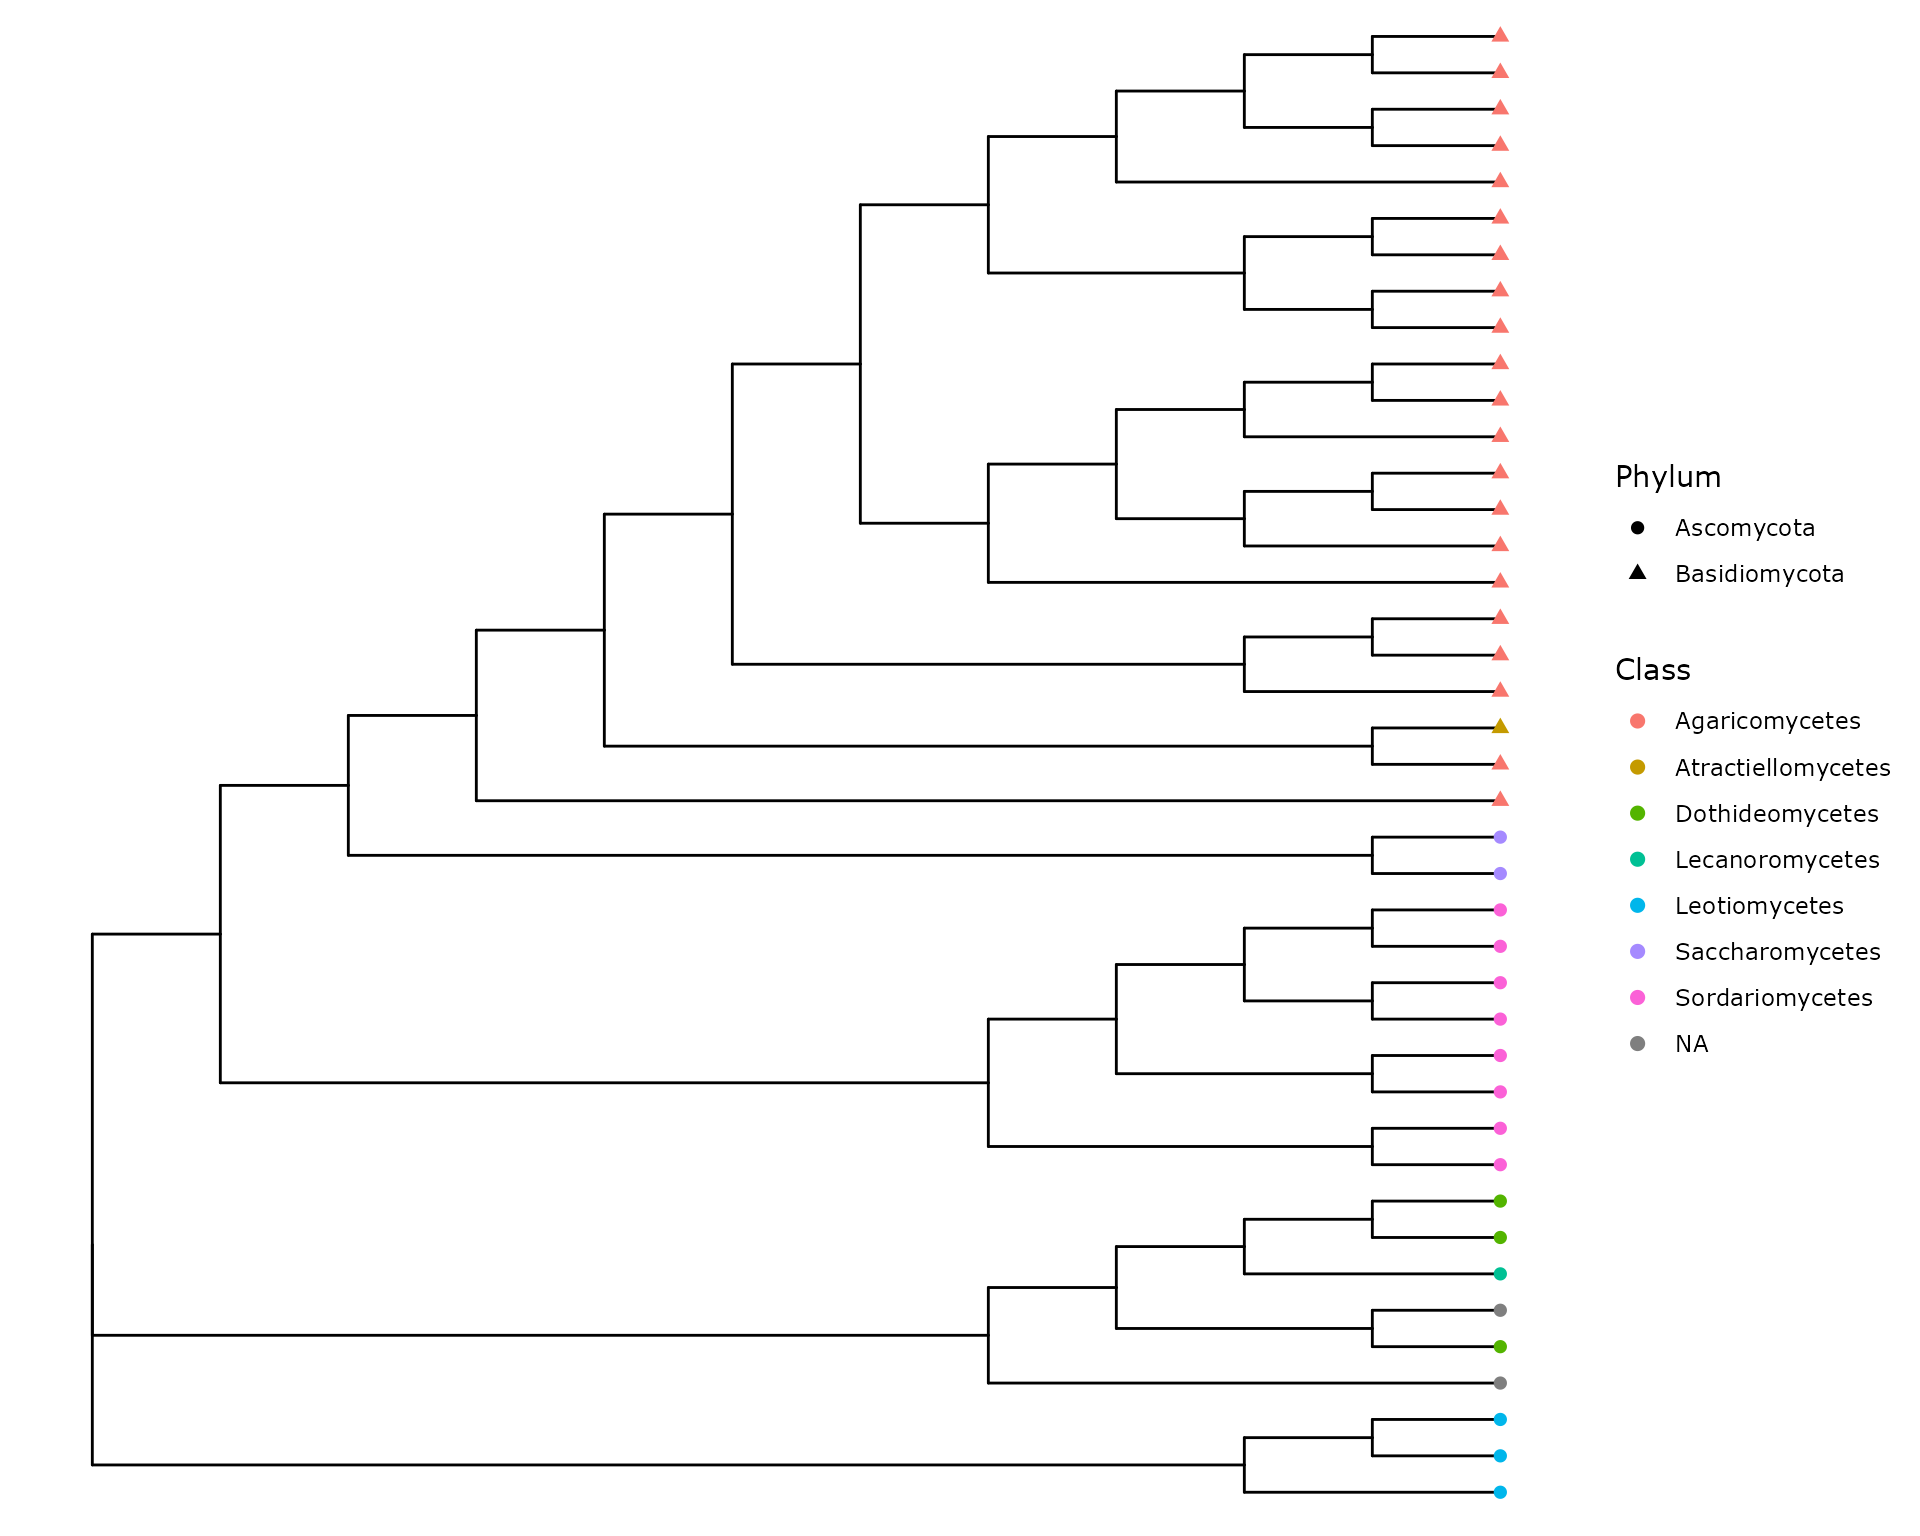 Phylum
Ascomycota
Basidiomycota
Class
Agaricomycetes
Atractiellomycetes
Dothideomycetes
Lecanoromycetes
Leotiomycetes
Saccharomycetes
Sordariomycetes
NA